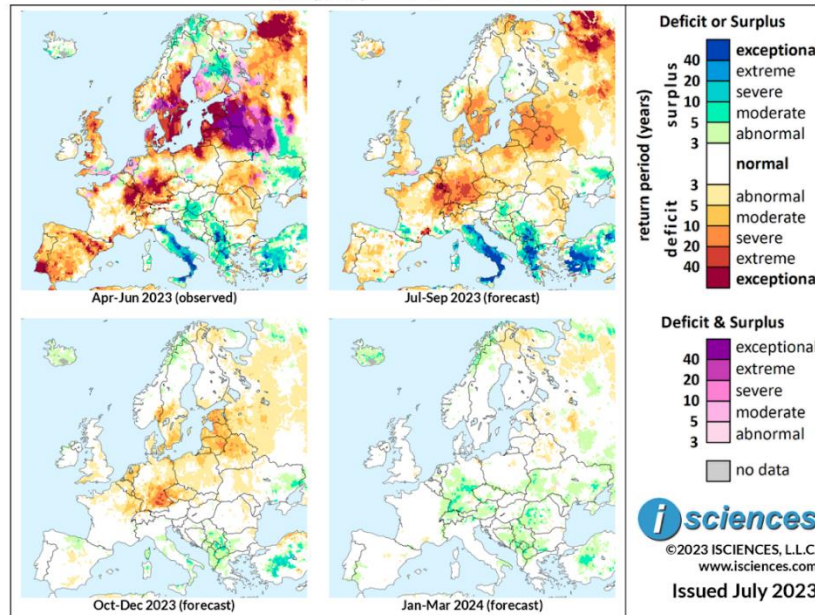 Deficit or Surplus
exceptional
extreme
severe
moderate
abnormal
normal
abnormal
moderate
severe
extreme
exceptional
40
20
10
5
3
3
5
10
20
40
return period (years)
surplus
deficit
Apr-Jun 2023 (observed)
Jul-Sep 2023 (forecast)
Deficit & Surplus
40
20
10
5
3
exceptional
extreme
severe
moderate
abnormal
no data
i sciences
©2023 ISCIENCES, L.L.C.
www.isciences.com
Issued July 2023
Oct-Dec 2023 (forecast)
Jan-Mar 2024 (forecast)